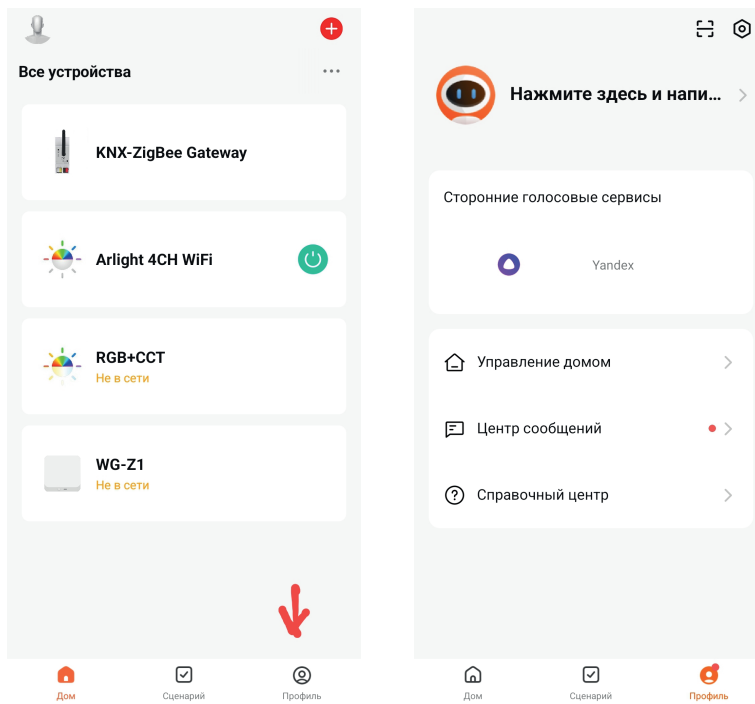 Все устройства
KNX-ZigBee Gateway
Arlight 4CH WiFi
RGB+CCT
Не в сети
WG-Z1
Не в сети
Дом
Сценарий
Профиль
Нажмите здесь и напи...
Сторонние голосовые сервисы
Yandex
Управление домом
Центр сообщений
Справочный центр
Дом
Сценарий
Профиль